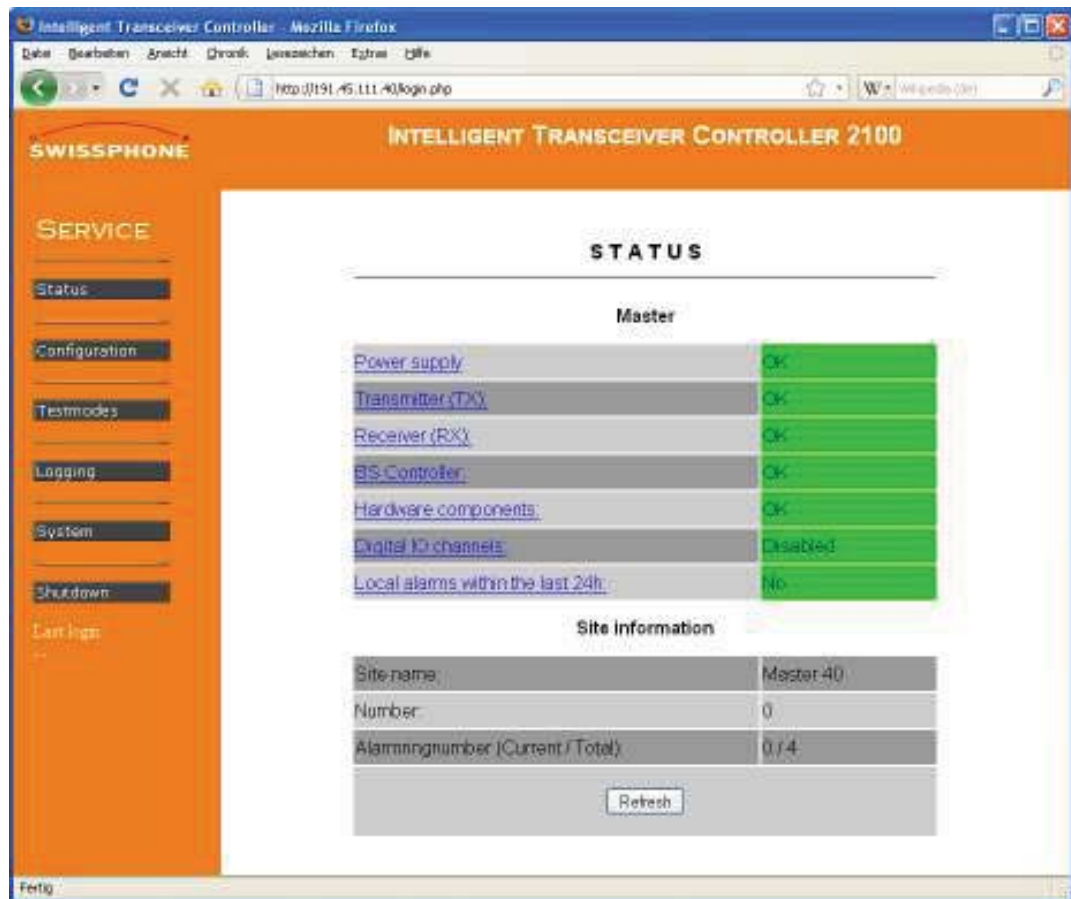 Intelligent Transceiver Controller - Mozilla Firefox
Datei Bearbeiten Ansicht Chronik Lesezeichen Extras Hilfe
http://191.45.111.40/login.php W Wikipedia (de)
SWISSPHONE
INTELLIGENT TRANSCEIVER CONTROLLER 2100
SERVICE
Status
Configuration
Testmodes
Logging
System
Shutdown
Last login
--
STATUS
Master
Power supply OK
Transmitter (TX): OK
Receiver (RX): OK
BS Controller: OK
Hardware components: OK
Digital IO channels: Disabled
Local alarms within the last 24h: No
Site information
Site name: Master 40
Number: 0
Alarmringnumber (Current / Total): 0 / 4
Refresh
Fertig